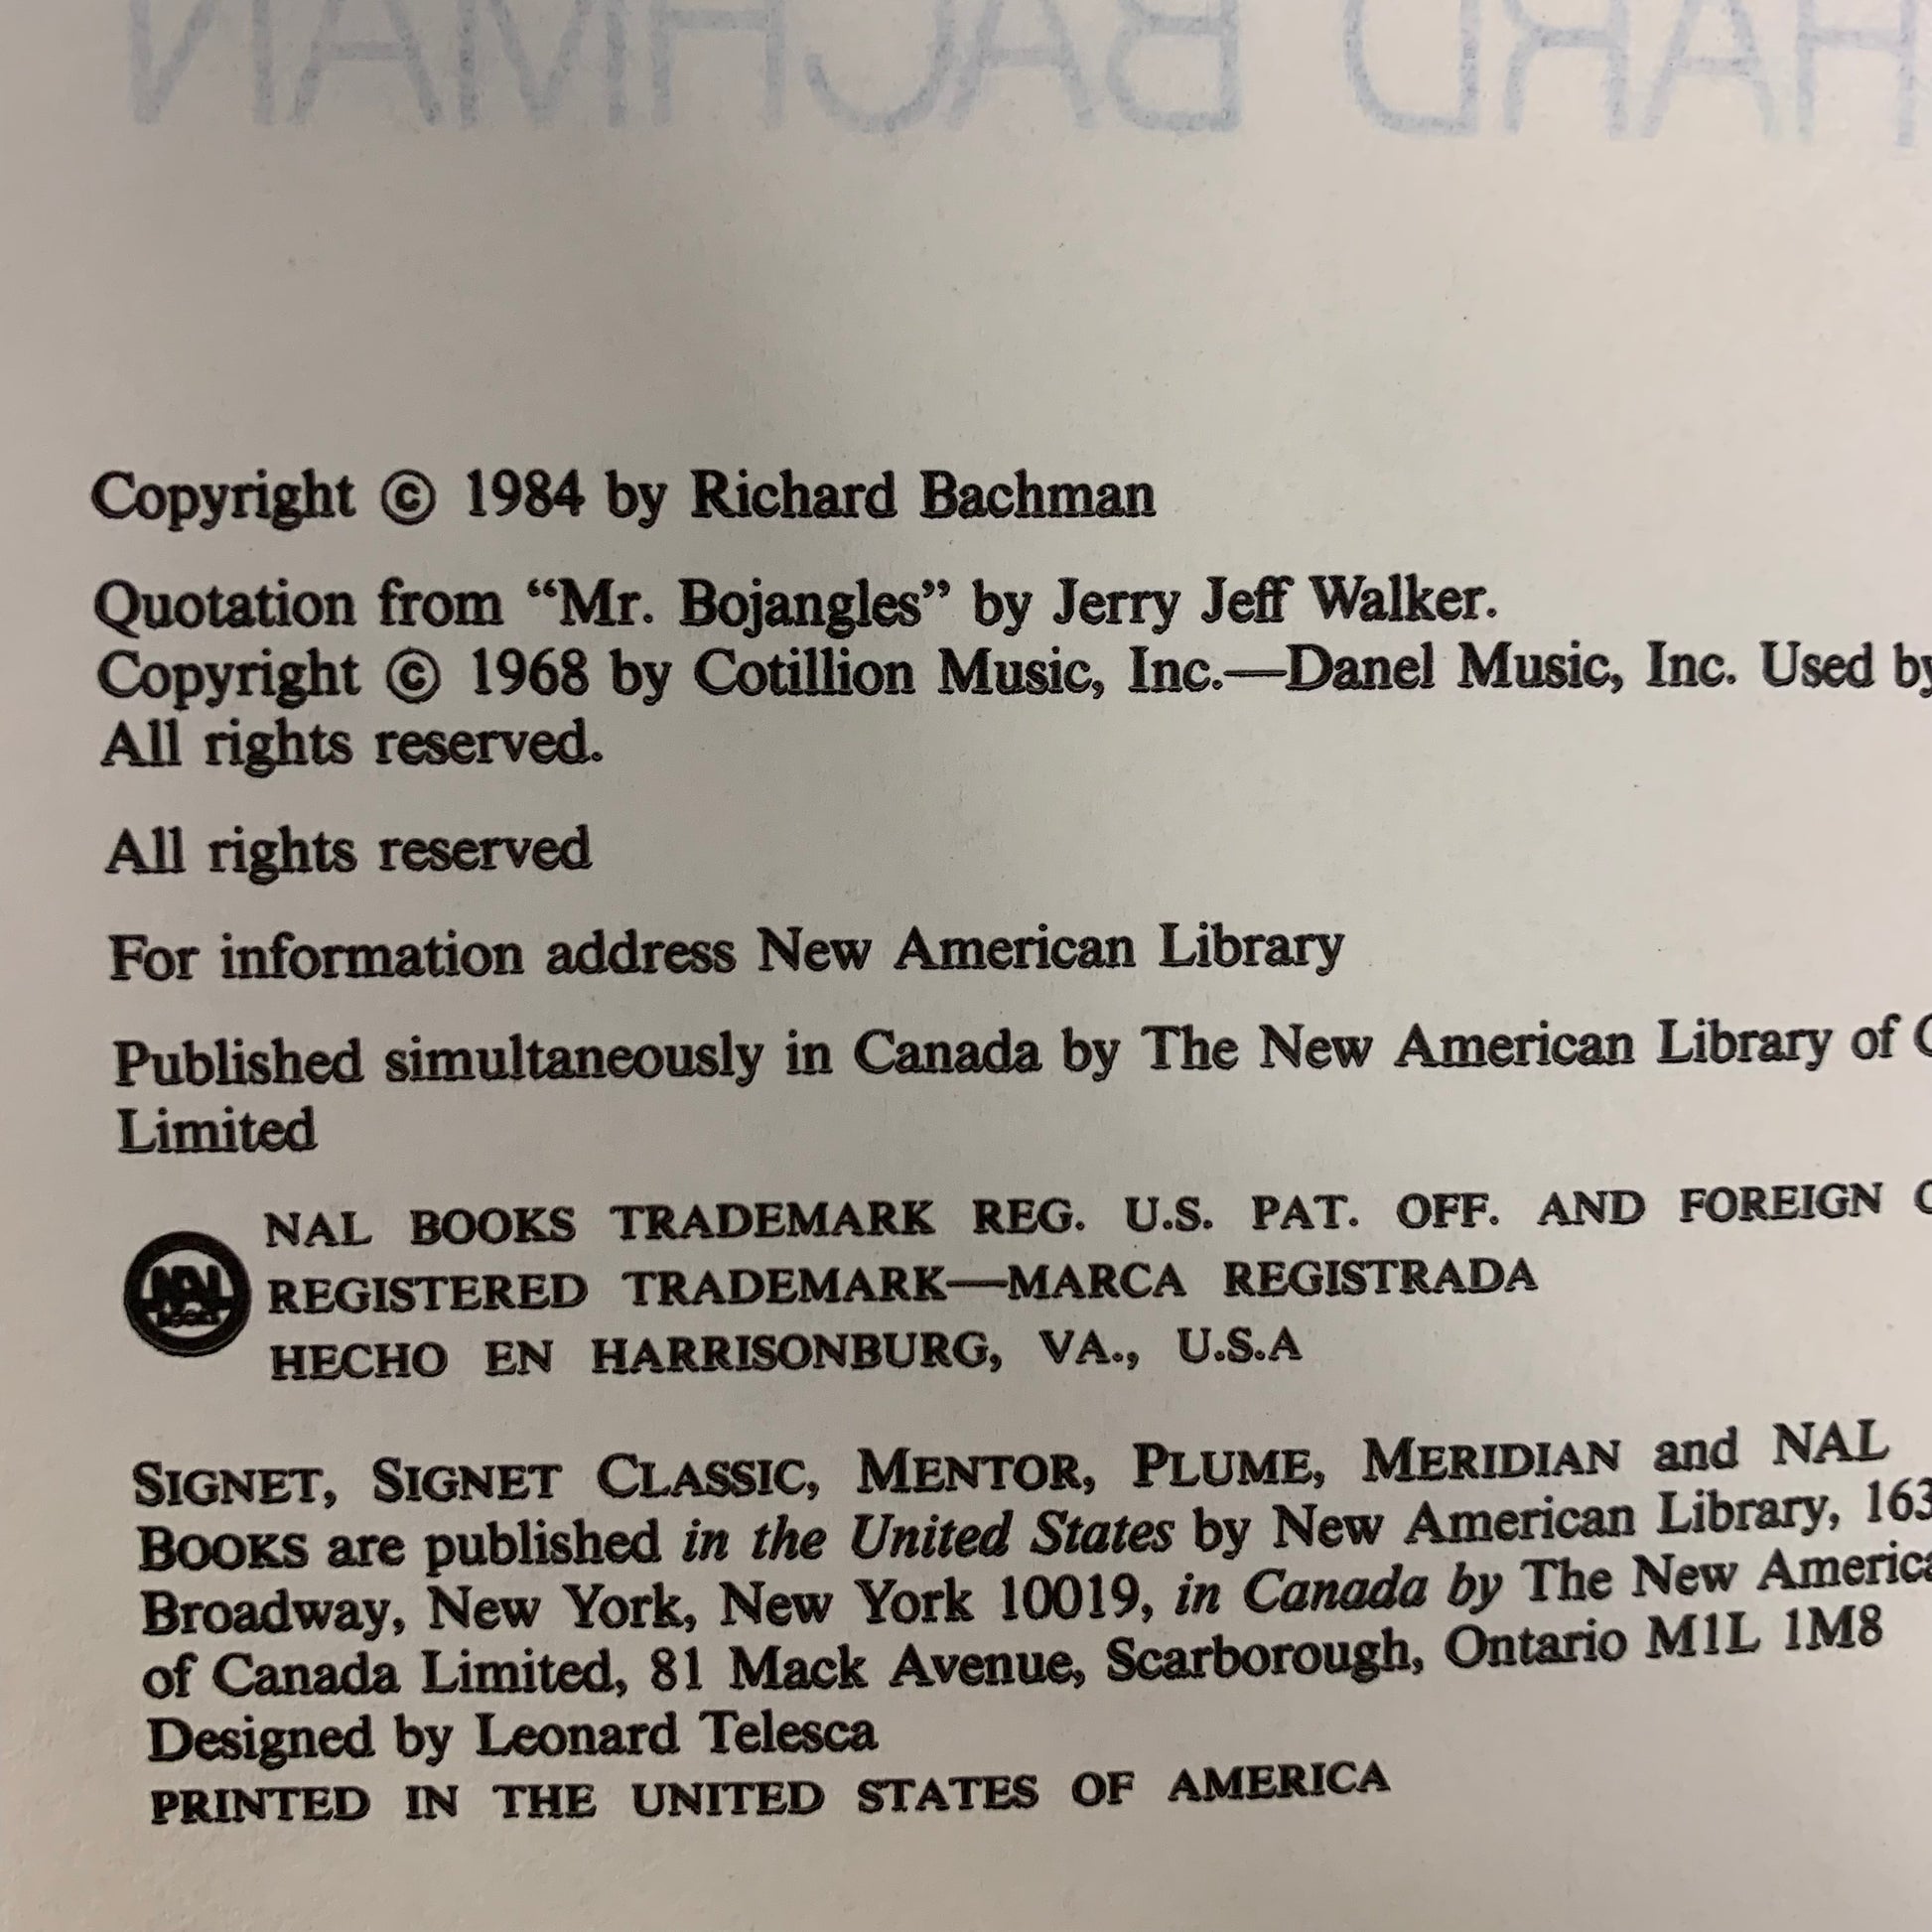 HARD BACHMAN
Copyright © 1984 by Richard Bachman
Quotation from “Mr. Bojangles” by Jerry Jeff Walker.
Copyright © 1968 by Cotillion Music, Inc.—Danel Music, Inc. Used by
All rights reserved.
All rights reserved
For information address New American Library
Published simultaneously in Canada by The New American Library of
Limited
NAL BOOKS TRADEMARK REG. U.S. PAT. OFF. AND FOREIGN
NAL BOOKS
REGISTERED TRADEMARK—MARCA REGISTRADA
HECHO EN HARRISONBURG, VA., U.S.A
SIGNET, SIGNET CLASSIC, MENTOR, PLUME, MERIDIAN and NAL
BOOKS are published in the United States by New American Library, 163
Broadway, New York, New York 10019, in Canada by The New America
of Canada Limited, 81 Mack Avenue, Scarborough, Ontario M1L 1M8
Designed by Leonard Telesca
PRINTED IN THE UNITED STATES OF AMERICA